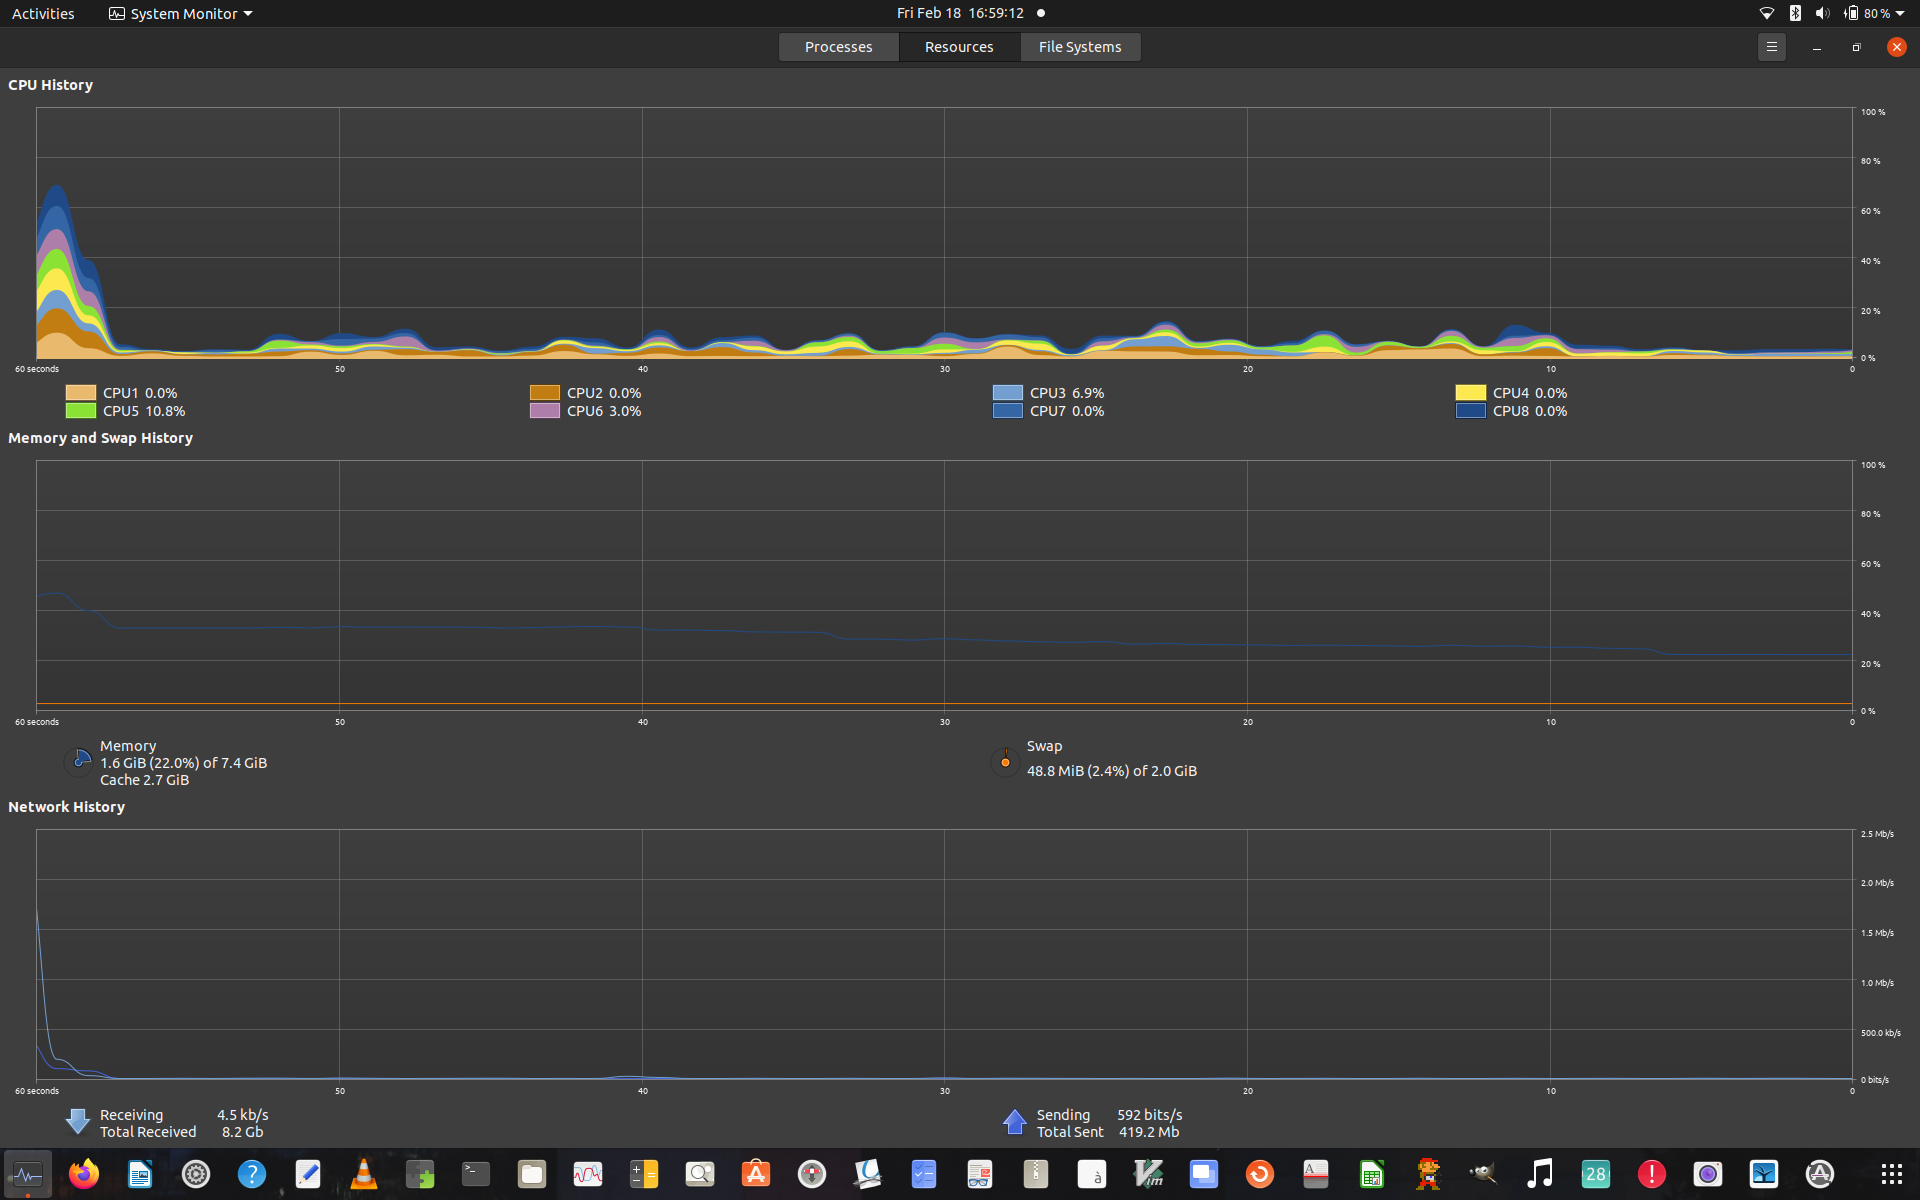 Activities System Monitor Fri Feb 18 16:59:12 80 %
Processes Resources File Systems
CPU History
100 %
80 %
60 %
40 %
20 %
0 %
60 seconds 50 40 30 20 10 0
CPU1 0.0% CPU2 0.0% CPU3 6.9% CPU4 0.0%
CPU5 10.8% CPU6 3.0% CPU7 0.0% CPU8 0.0%
Memory and Swap History
100 %
80 %
60 %
40 %
20 %
0 %
60 seconds 50 40 30 20 10 0
Memory
1.6 GiB (22.0%) of 7.4 GiB
Cache 2.7 GiB
Swap
48.8 MiB (2.4%) of 2.0 GiB
Network History
2.5 Mb/s
2.0 Mb/s
1.5 Mb/s
1.0 Mb/s
500.0 kb/s
0 bits/s
60 seconds 50 40 30 20 10 0
Receiving 4.5 kb/s
Total Received 8.2 Gb
Sending 592 bits/s
Total Sent 419.2 Mb
? >_ à Vim A 28 !